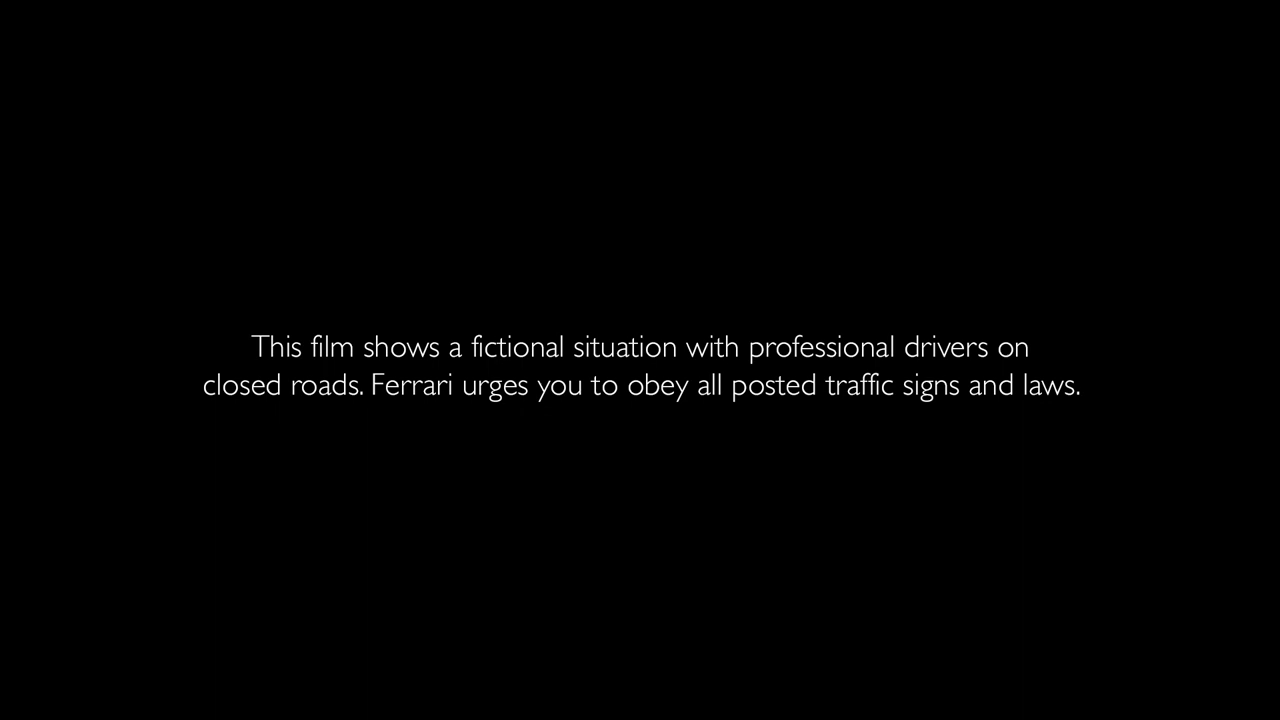 This film shows a fictional situation with professional drivers on
closed roads. Ferrari urges you to obey all posted traffic signs and laws.